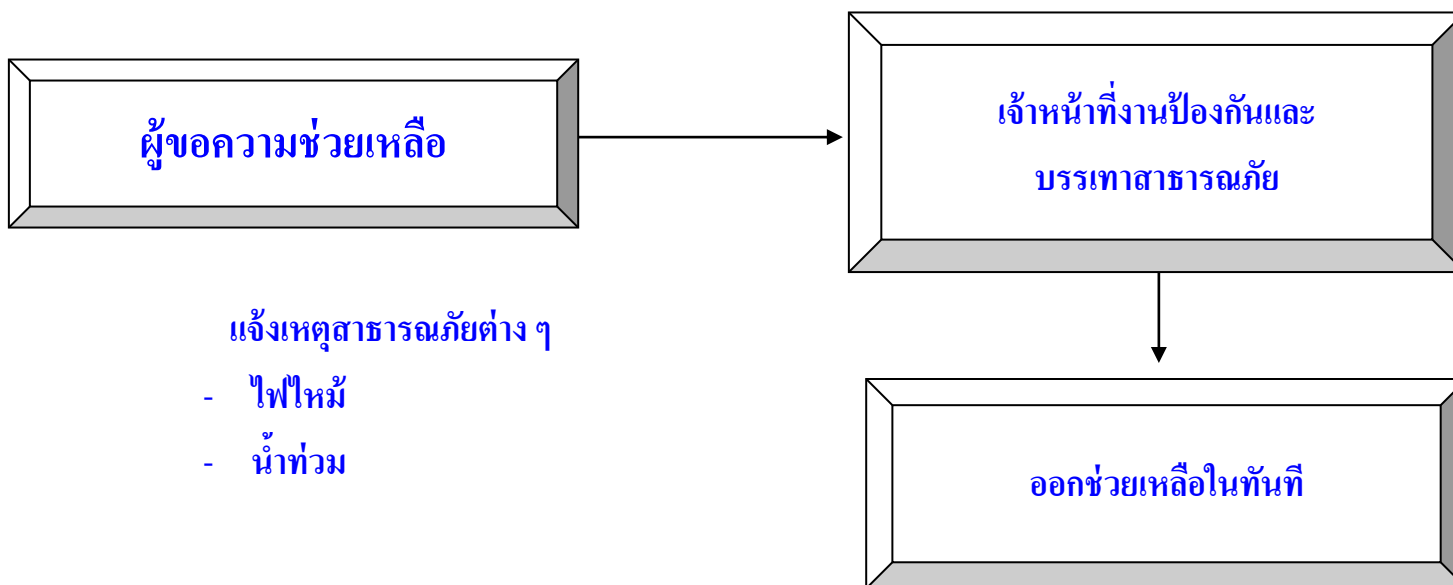 ผู้ขอความช่วยเหลือ
เจ้าหน้าที่งานป้องกันและ
บรรเทาสาธารณภัย
แจ้งเหตุสาธารณภัยต่าง ๆ
- ไฟไหม้
- น้ำท่วม
ออกช่วยเหลือในทันที